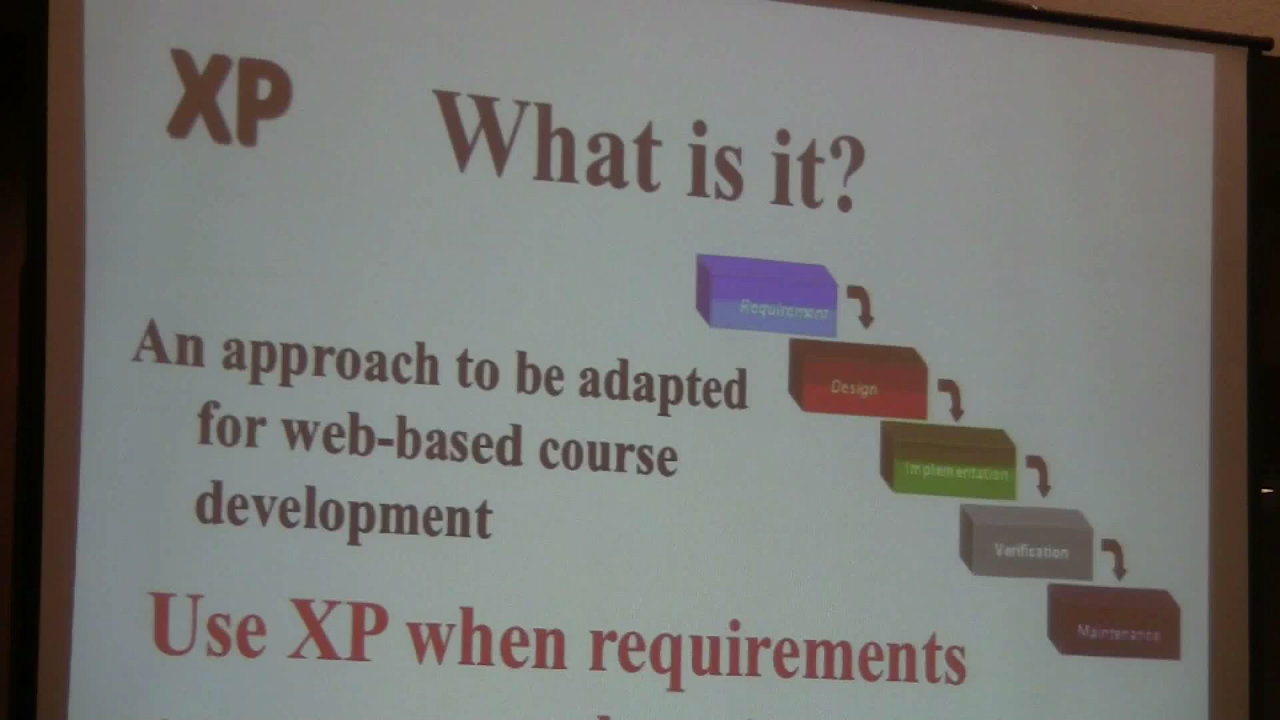 XP
What is it?
Requirement
Design
Implementation
Verification
Maintenance
An approach to be adapted
for web-based course
development
Use XP when requirements